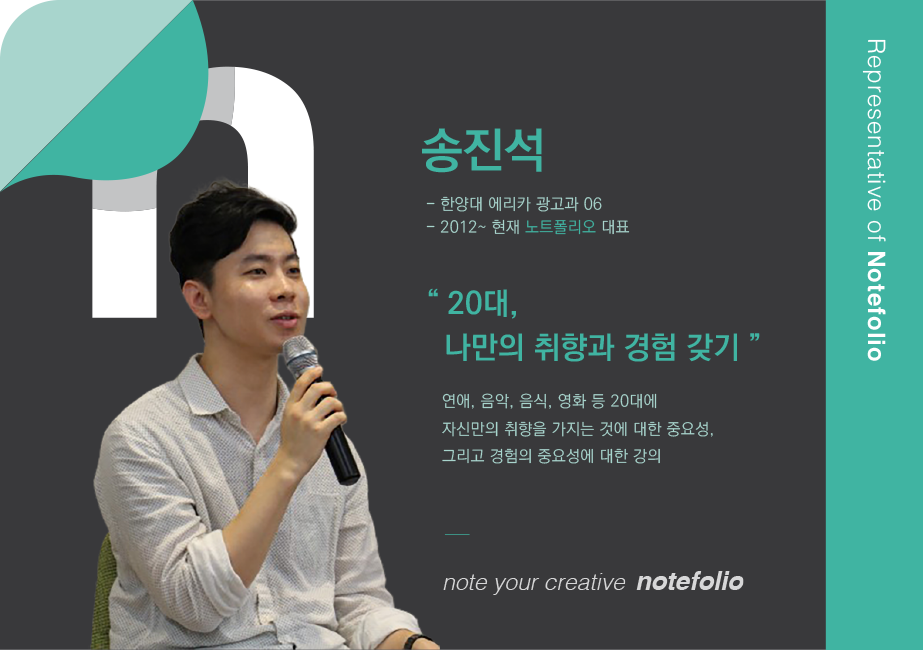 송진석
- 한양대 에리카 광고과 06
- 2012~ 현재 노트폴리오 대표
“ 20대,
나만의 취향과 경험 갖기 ”
연애, 음악, 음식, 영화 등 20대에
자신만의 취향을 가지는 것에 대한 중요성,
그리고 경험의 중요성에 대한 강의
note your creative notefolio
Representative of Notefolio